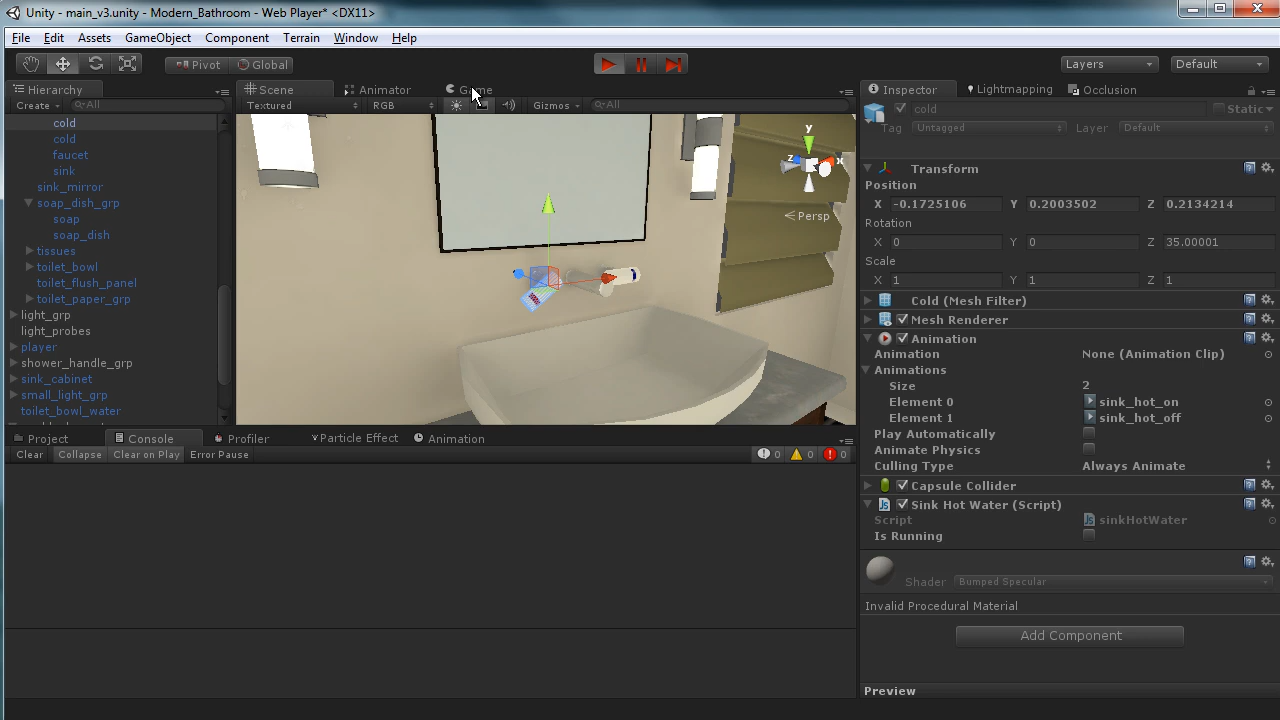 Unity - main_v3.unity - Modern_Bathroom - Web Player* <DX11>
File Edit Assets GameObject Component Terrain Window Help
Pivot Global Layers Default
Hierarchy Scene Animator Game Inspector Lightmapping Occlusion
Create All Textured RGB Gizmos All cold Static
Tag Untagged Layer Default
cold
cold
faucet
sink
sink_mirror
soap_dish_grp
soap
soap_dish
tissues
toilet_bowl
toilet_flush_panel
toilet_paper_grp
light_grp
light_probes
player
shower_handle_grp
sink_cabinet
small_light_grp
toilet_bowl_water
y
z x
Persp
Transform
Position
X -0.1725106 Y 0.2003502 Z 0.2134214
Rotation
X 0 Y 0 Z 35.00001
Scale
X 1 Y 1 Z 1
Cold (Mesh Filter)
Mesh Renderer
Animation
Animation None (Animation Clip)
Animations
Size 2
Element 0 sink_hot_on
Element 1 sink_hot_off
Play Automatically
Animate Physics
Culling Type Always Animate
Capsule Collider
Sink Hot Water (Script)
Script sinkHotWater
Is Running
Shader Bumped Specular
Invalid Procedural Material
Add Component
Preview
Project Console Profiler Particle Effect Animation
Clear Collapse Clear on Play Error Pause 0 0 0